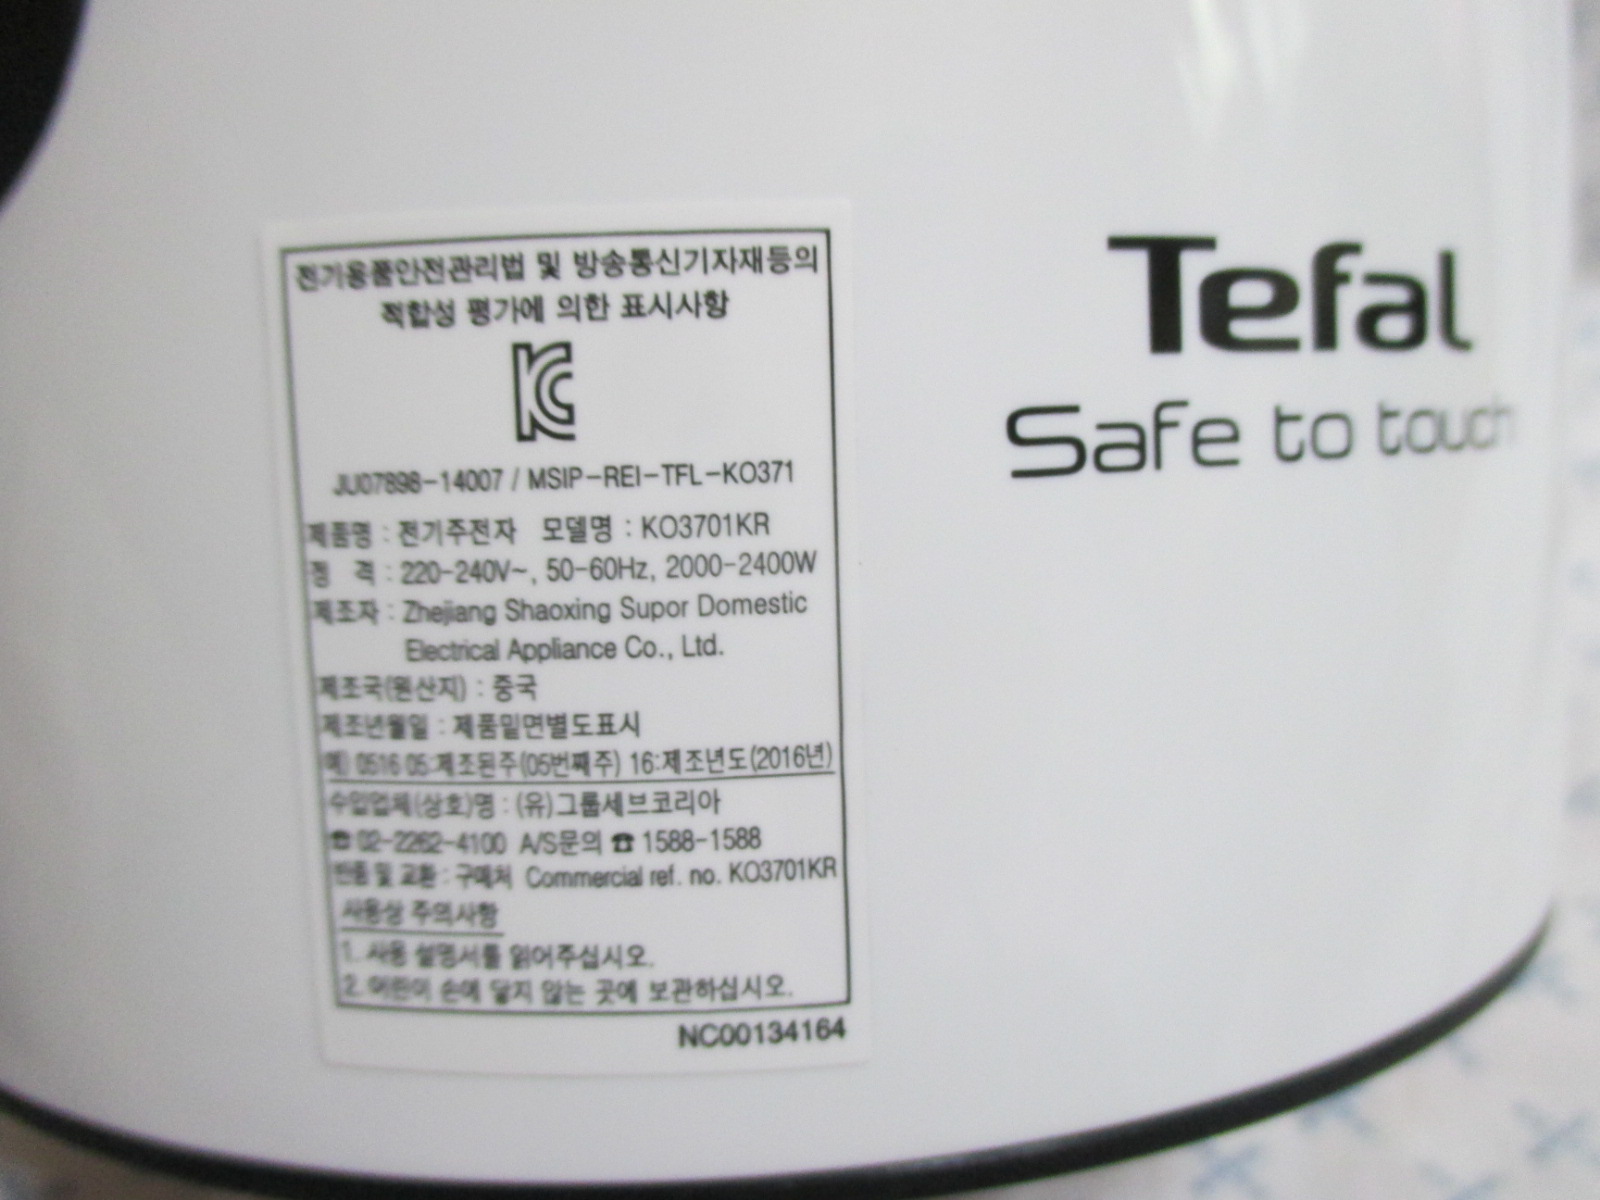 전기용품안전관리법 및 방송통신기자재등의
적합성 평가에 의한 표시사항
KC
JU07898-14007 / MSIP-REI-TFL-KO371
제품명 : 전기주전자 모델명 : KO3701KR
정 격 : 220-240V~, 50-60Hz, 2000-2400W
제조자 : Zhejiang Shaoxing Supor Domestic
Electrical Appliance Co., Ltd.
제조국(원산지) : 중국
제조년월일 : 제품밑면별도표시
예) 0516 05:제조된주(05번째주) 16:제조년도(2016년)
수입업체(상호)명 : (유)그룹세브코리아
☎ 02-2262-4100 A/S문의 ☎ 1588-1588
반품 및 교환 : 구매처 Commercial ref. no. KO3701KR
사용상 주의사항
1. 사용 설명서를 읽어주십시오.
2. 어린이 손에 닿지 않는 곳에 보관하십시오.
NC00134164
Tefal
Safe to touch